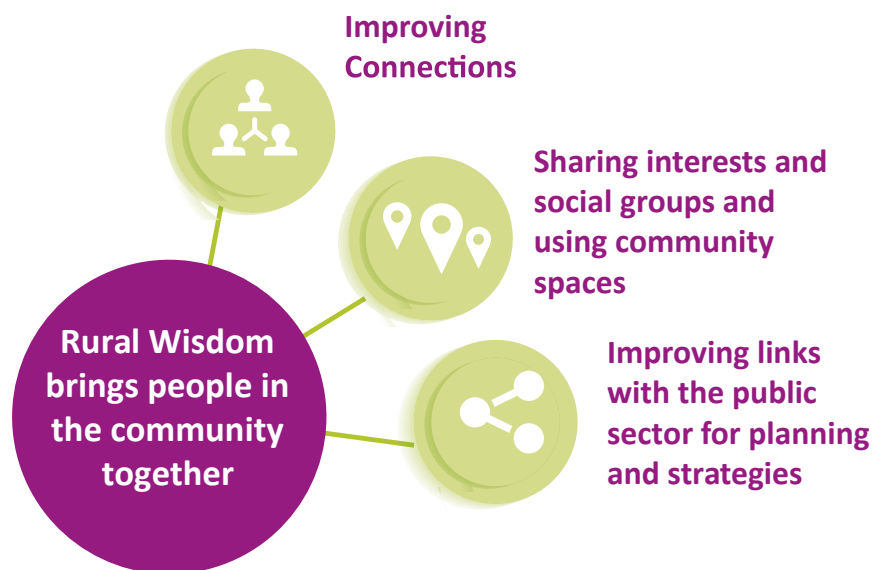 Improving
Connections
Sharing interests and
social groups and
using community
spaces
Rural Wisdom
brings people in
the community
together
Improving links
with the public
sector for planning
and strategies